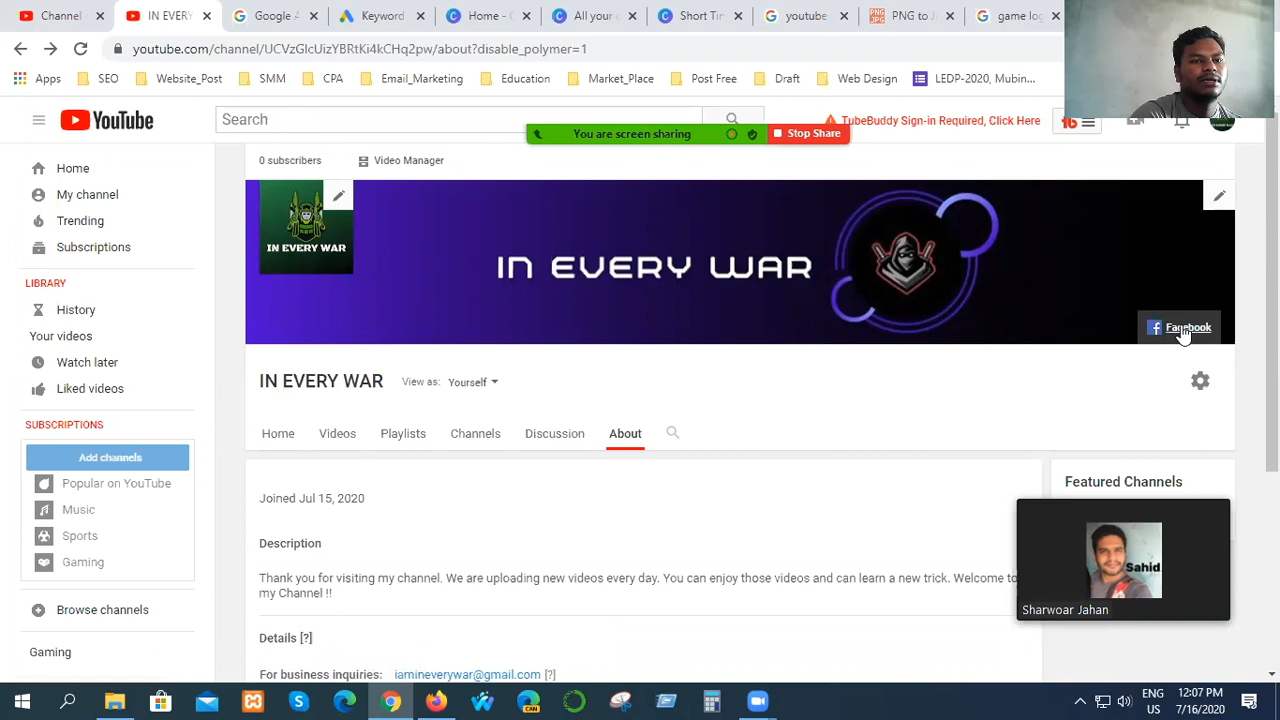 Channel c
IN EVERY
Google A
Keyword
Home - C
All your c
Short Tim
youtube
PNG to J
game log
youtube.com/channel/UCVzGlcUizYBRtKi4kCHq2pw/about?disable_polymer=1
Apps
SEO
Website_Post
SMM
CPA
Email_Marketing
Education
Market_Place
Post Free
Draft
Web Design
LEDP-2020, Mubin...
YouTube
Search
TubeBuddy Sign-in Required, Click Here
You are screen sharing
Stop Share
0 subscribers
Video Manager
Home
My channel
Trending
Subscriptions
LIBRARY
History
Your videos
Watch later
Liked videos
SUBSCRIPTIONS
Add channels
Popular on YouTube
Music
Sports
Gaming
Browse channels
Gaming
IN EVERY WAR
IN EVERY WAR
Facebook
IN EVERY WAR
View as: Yourself
Home
Videos
Playlists
Channels
Discussion
About
Joined Jul 15, 2020
Description
Thank you for visiting my channel. We are uploading new videos every day. You can enjoy those videos and can learn a new trick. Welcome to
my Channel !!
Details [?]
For business inquiries: iamineverywar@gmail.com [?]
Featured Channels
Sahid
Sharwoar Jahan
ENG
US
12:07 PM
7/16/2020